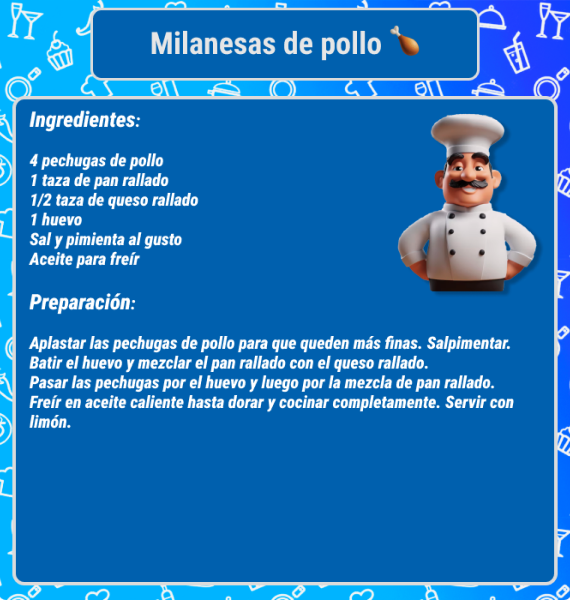 Milanesas de pollo 🍗
Ingredientes:
4 pechugas de pollo
1 taza de pan rallado
1/2 taza de queso rallado
1 huevo
Sal y pimienta al gusto
Aceite para freír
Preparación:
Aplastar las pechugas de pollo para que queden más finas. Salpimentar.
Batir el huevo y mezclar el pan rallado con el queso rallado.
Pasar las pechugas por el huevo y luego por la mezcla de pan rallado.
Freír en aceite caliente hasta dorar y cocinar completamente. Servir con
limón.